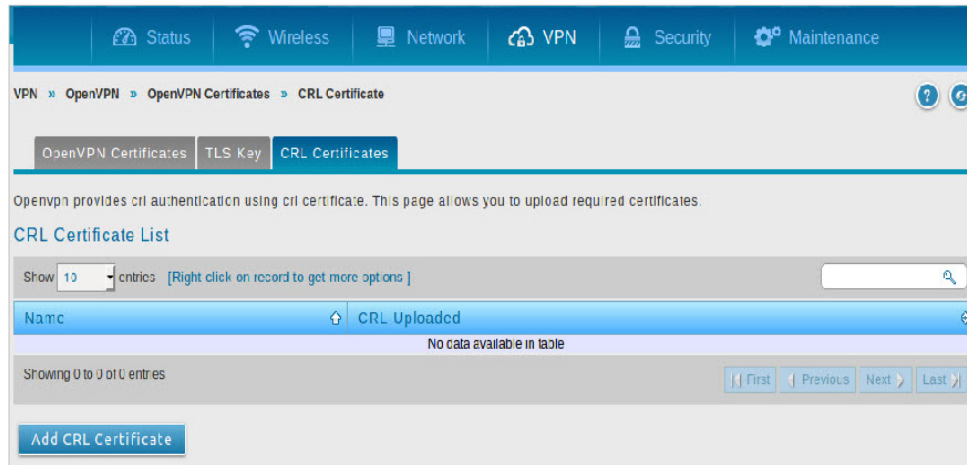 Status Wireless Network VPN Security Maintenance
VPN » OpenVPN » OpenVPN Certificates » CRL Certificate
?
OpenVPN Certificates TLS Key CRL Certificates
Openvpn provides crl authentication using crl certificate. This page allows you to upload required certificates.
CRL Certificate List
Show 10 entries [Right click on record to get more options ]
Name CRL Uploaded
No data available in table
Showing 0 to 0 of 0 entries First Previous Next Last
Add CRL Certificate